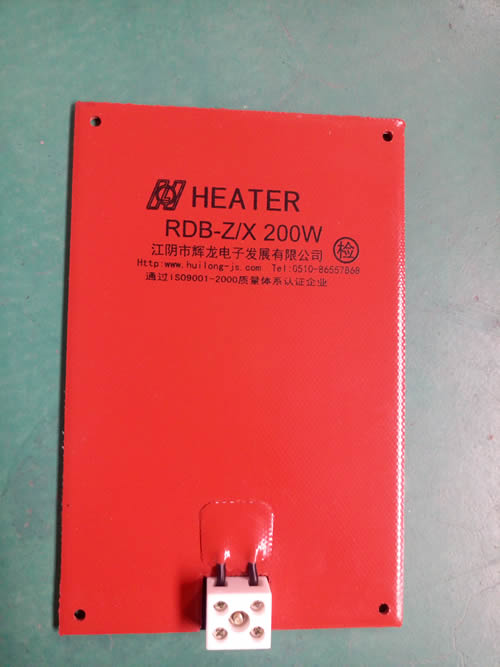 HEATER
RDB-Z/X 200W
江阴市辉龙电子发展有限公司 检
Http:www.huilong-js.com Tel:0510-86557868
通过iS09001-2000质量体系认证企业